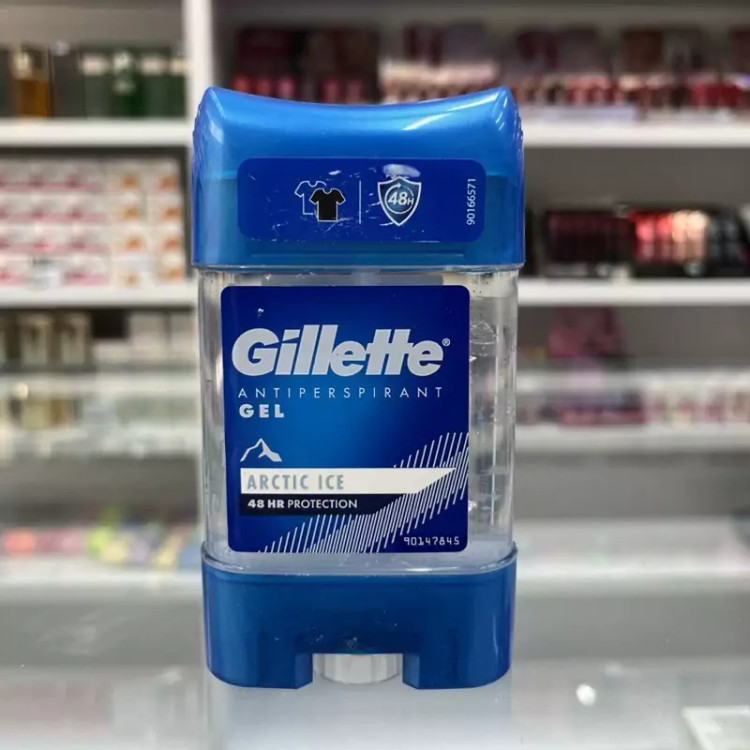 48H
90166571
Gillette®
ANTIPERSPIRANT
GEL
ARCTIC ICE
48 HR PROTECTION
90147845